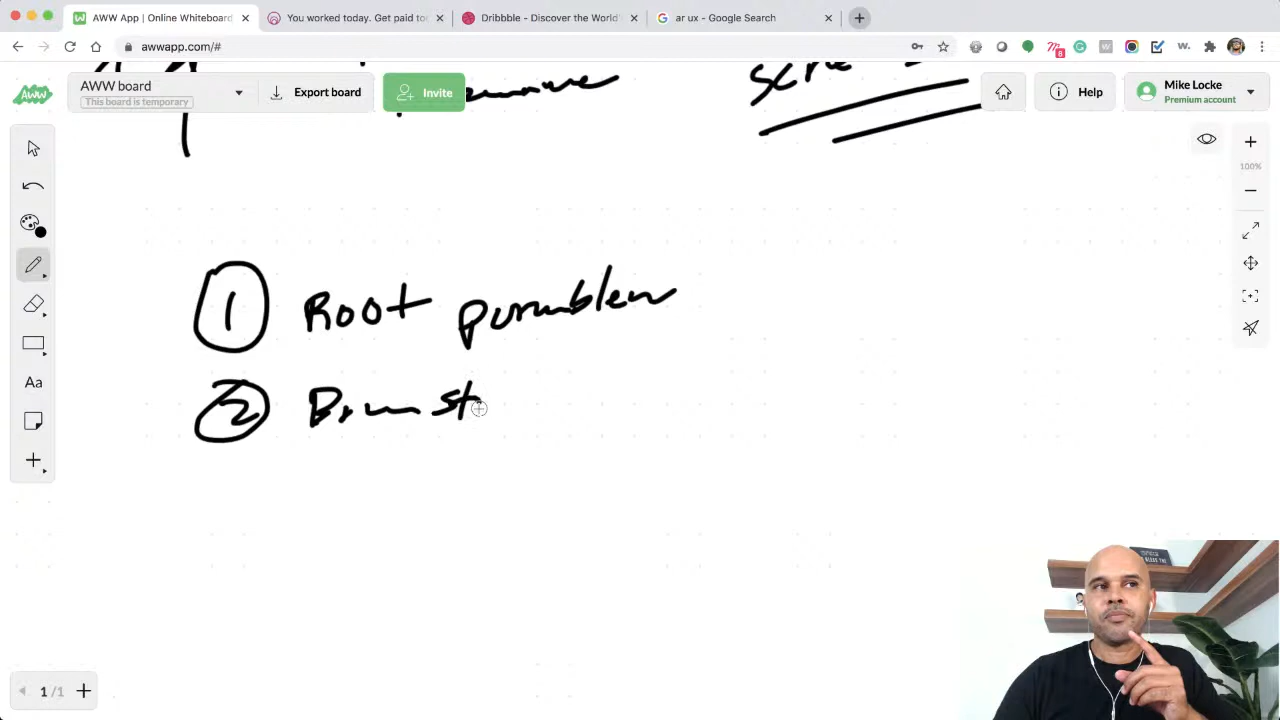 AWW App | Online Whiteboard
You worked today. Get paid to
Dribbble - Discover the World'
ar ux - Google Search
awwapp.com/#
AWW board
This board is temporary
Export board
Invite
Help
Mike Locke
Premium account
100%
1 Root
2
Aa
1 /1